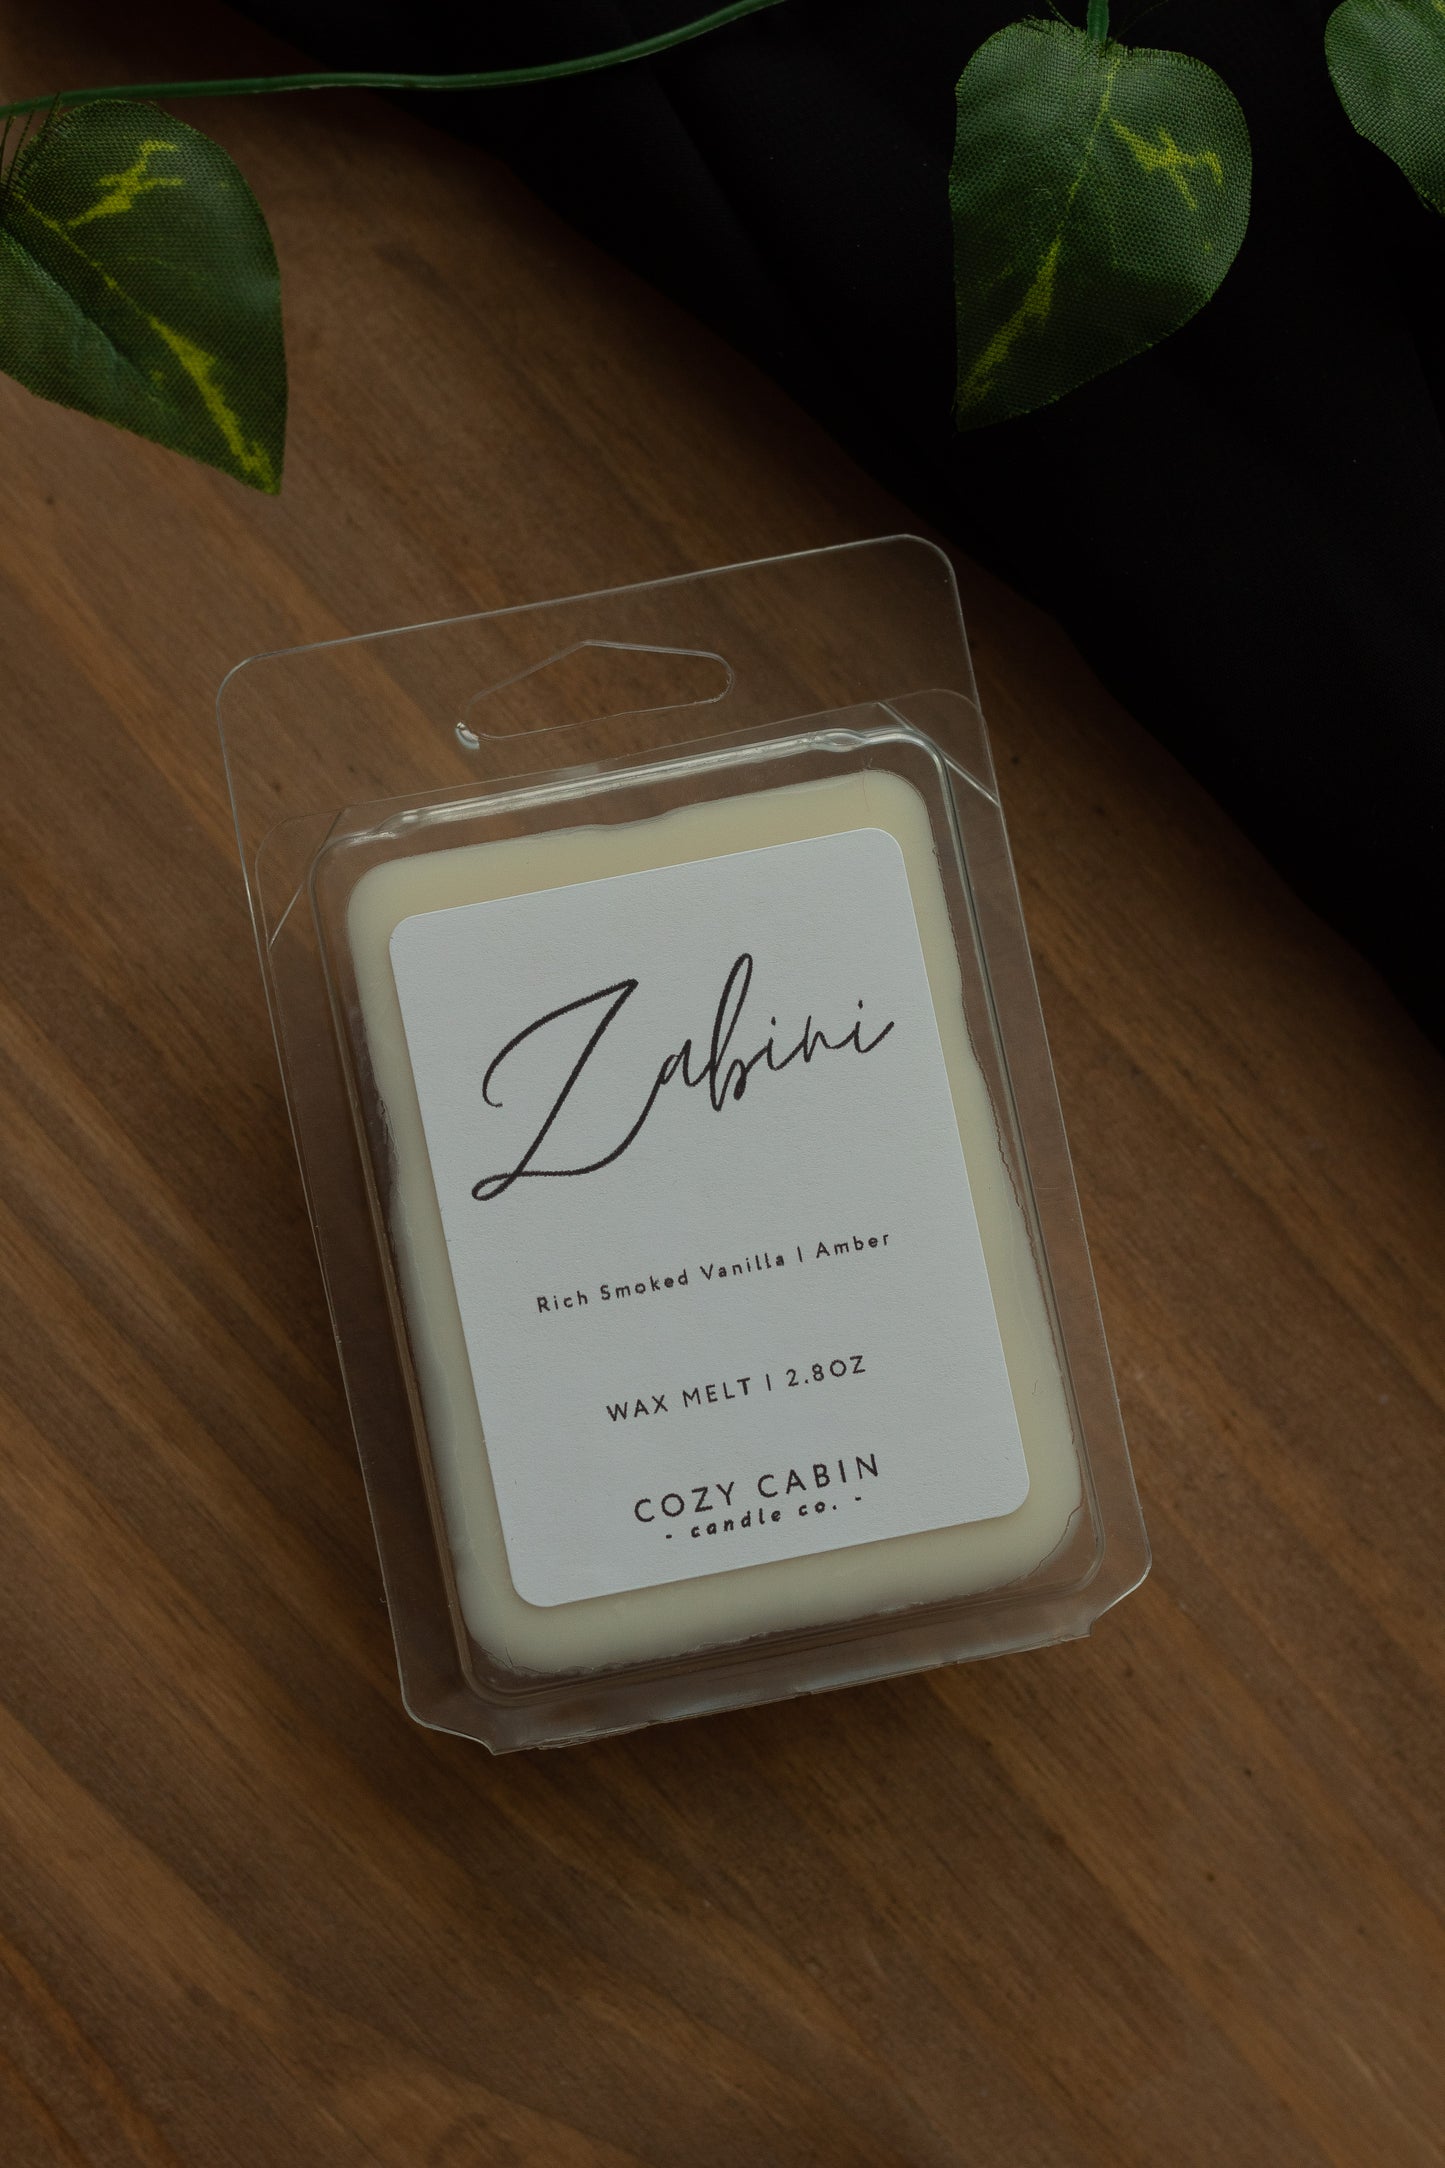 Zabini
Rich Smoked Vanilla | Amber
WAX MELT | 2.8OZ
COZY CABIN
- candle co. -